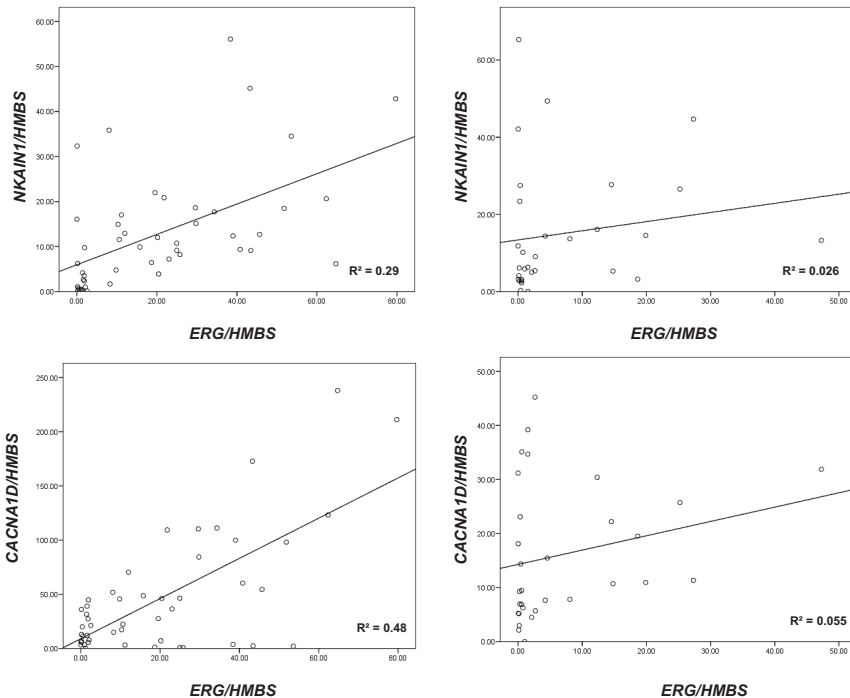 60.00
50.00
40.00
30.00
20.00
10.00
0.00
NKAIN1/HMBS
R² = 0.29
0.00 20.00 40.00 60.00 80.00
ERG/HMBS
60.00
40.00
20.00
0.00
NKAIN1/HMBS
R² = 0.026
0.00 10.00 20.00 30.00 40.00 50.00
ERG/HMBS
250.00
200.00
150.00
100.00
50.00
0.00
CACNA1D/HMBS
R² = 0.48
0.00 20.00 40.00 60.00 80.00
ERG/HMBS
50.00
40.00
30.00
20.00
10.00
0.00
CACNA1D/HMBS
R² = 0.055
0.00 10.00 20.00 30.00 40.00 50.00
ERG/HMBS